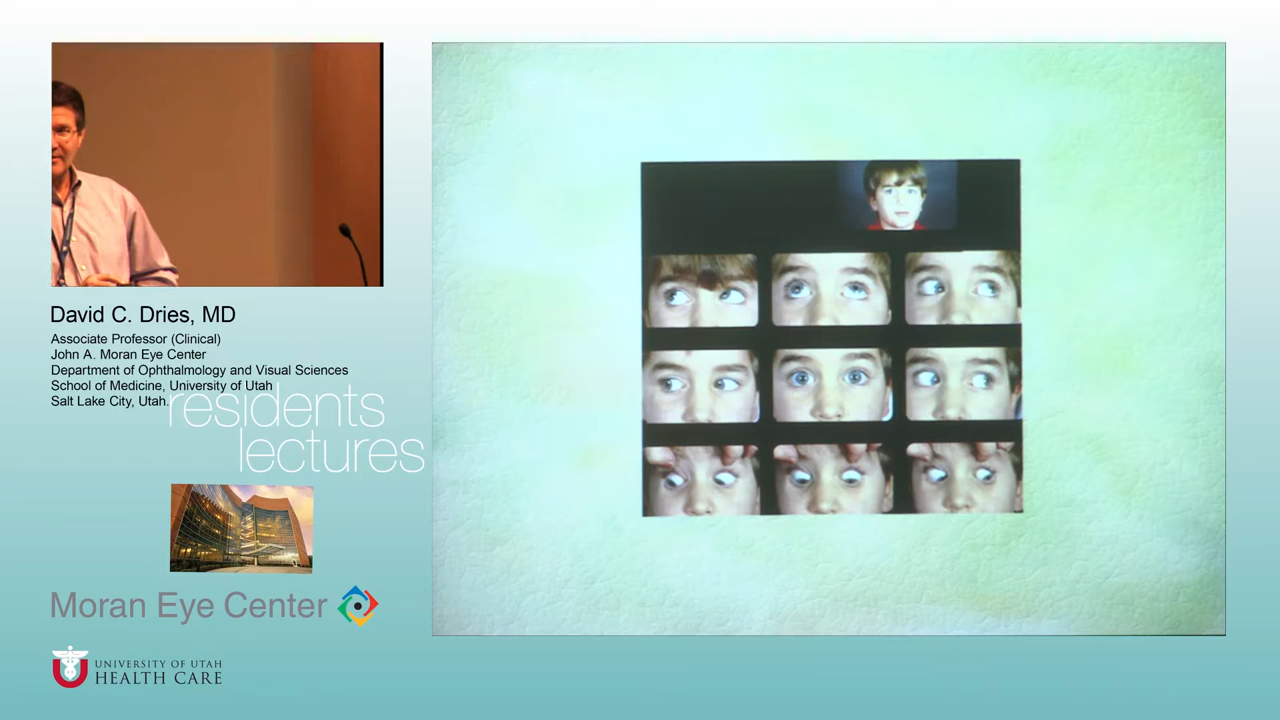 David C. Dries, MD
Associate Professor (Clinical)
John A. Moran Eye Center
Department of Ophthalmology and Visual Sciences
School of Medicine, University of Utah
Salt Lake City, Utah.
residents
lectures
Moran Eye Center
UNIVERSITY OF UTAH
HEALTH CARE